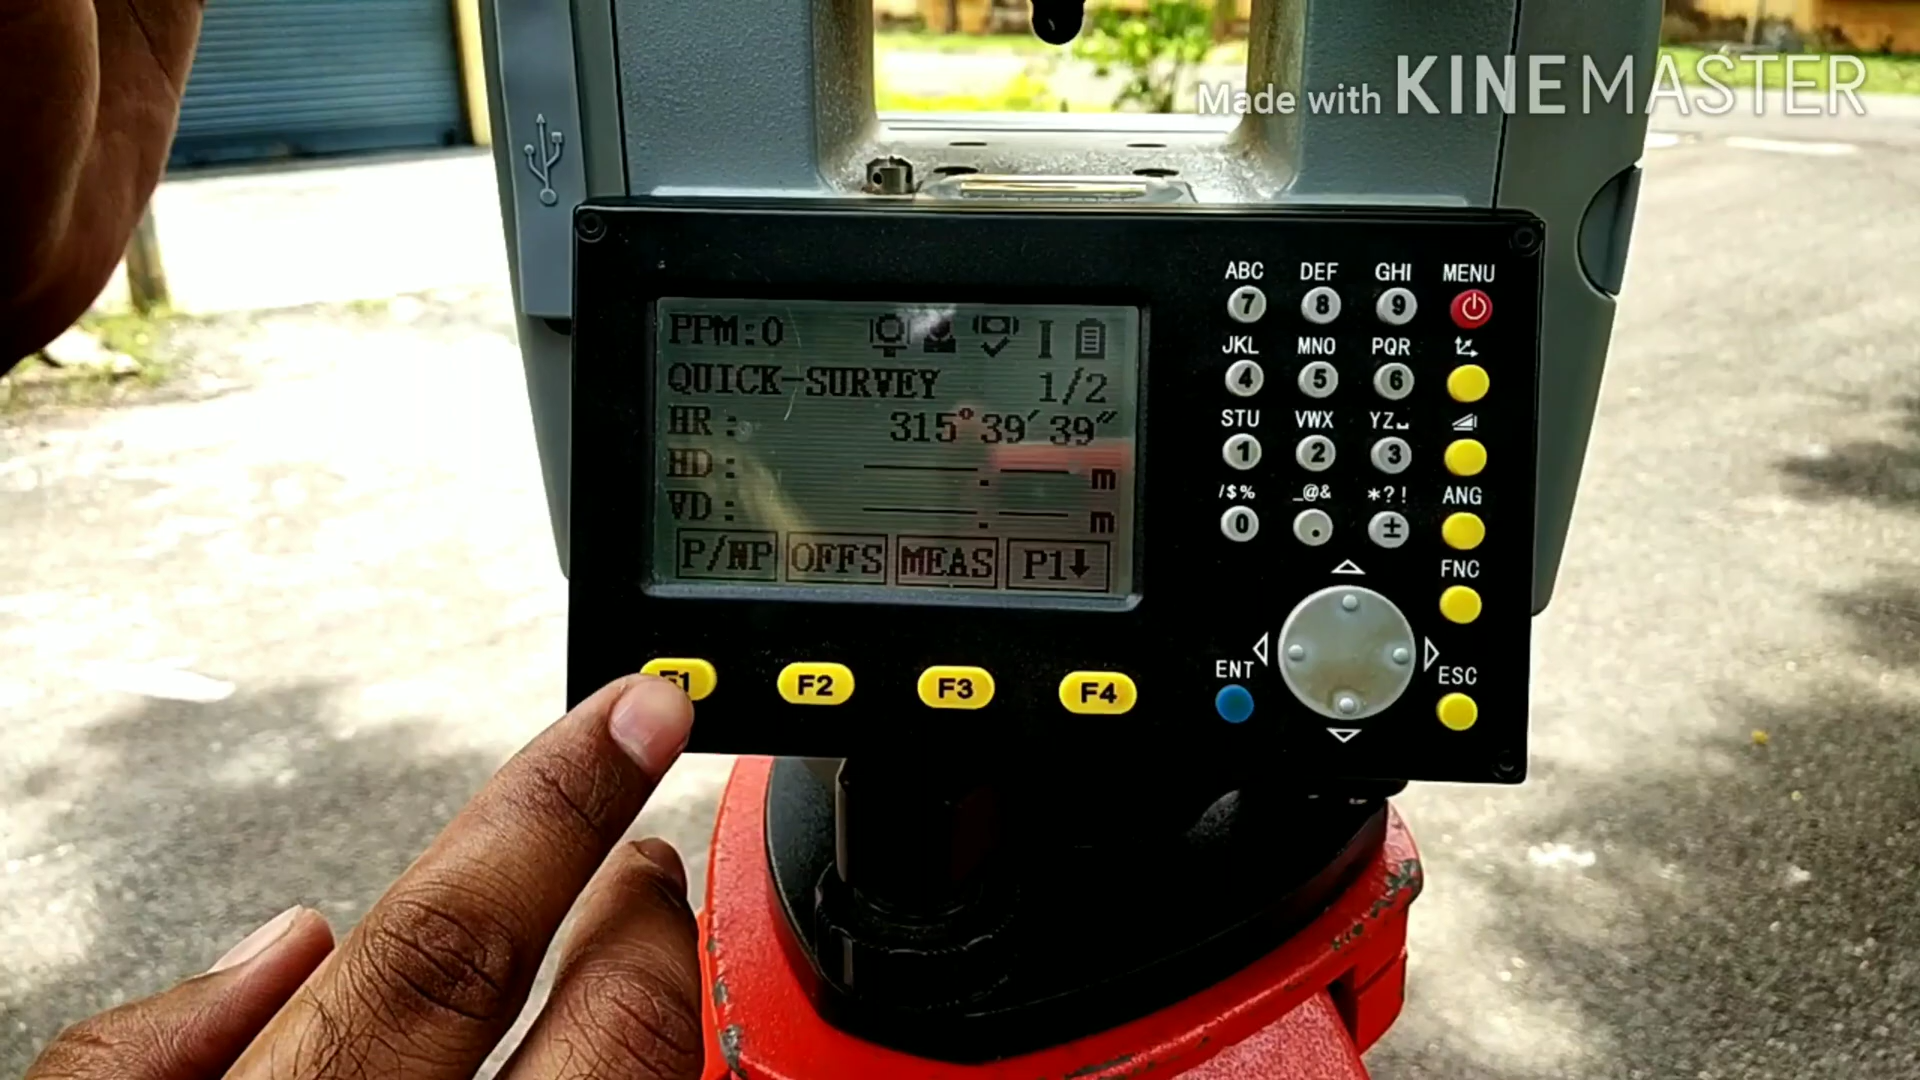 Made with KINEMASTER
PPM:0
QUICK-SURVEY 1/2
HR : 315°39′39″
HD : ——— . —— m
VD : ——— . —— m
P/NP OFFS MEAS P1↓
F1 F2 F3 F4
ABC DEF GHI MENU
7 8 9
JKL MNO PQR
4 5 6
STU VWX YZ␣
1 2 3
/$% _@& *?! ANG
0 . ±
FNC
ENT ESC